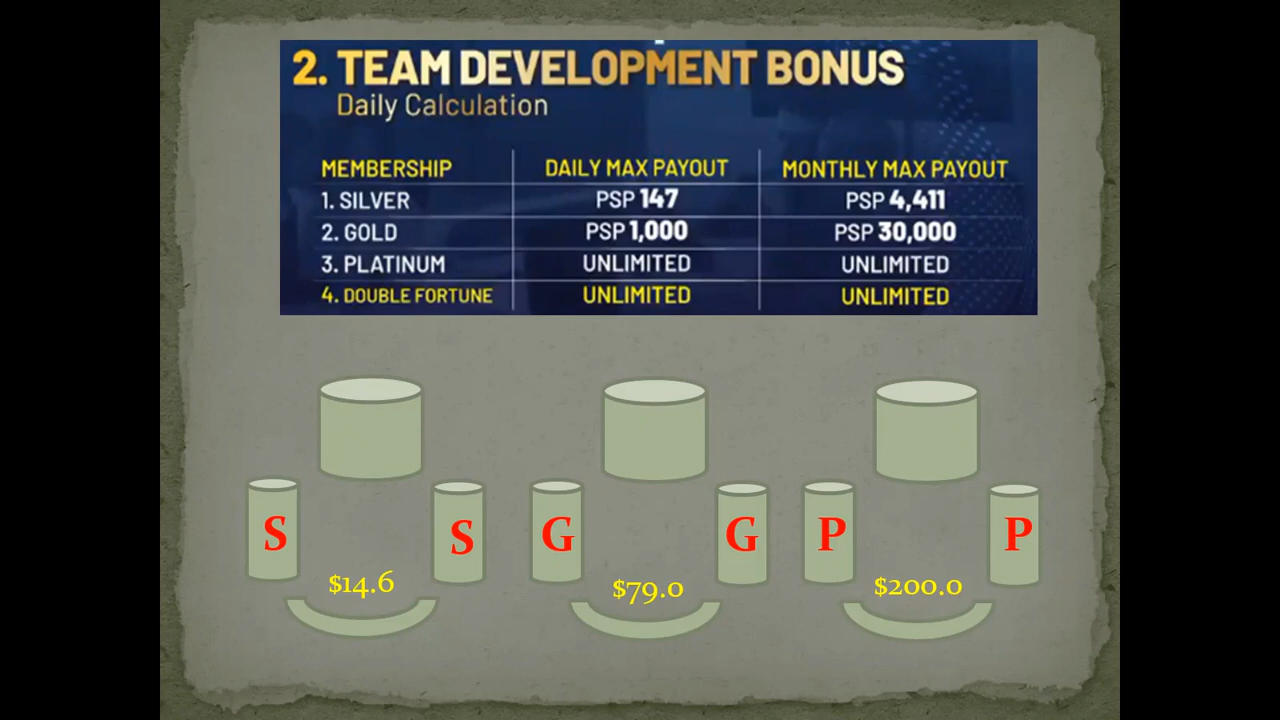 2. TEAM DEVELOPMENT BONUS
Daily Calculation
MEMBERSHIP DAILY MAX PAYOUT MONTHLY MAX PAYOUT
1. SILVER PSP 147 PSP 4,411
2. GOLD PSP 1,000 PSP 30,000
3. PLATINUM UNLIMITED UNLIMITED
4. DOUBLE FORTUNE UNLIMITED UNLIMITED
S S G G P P
$14.6 $79.0 $200.0